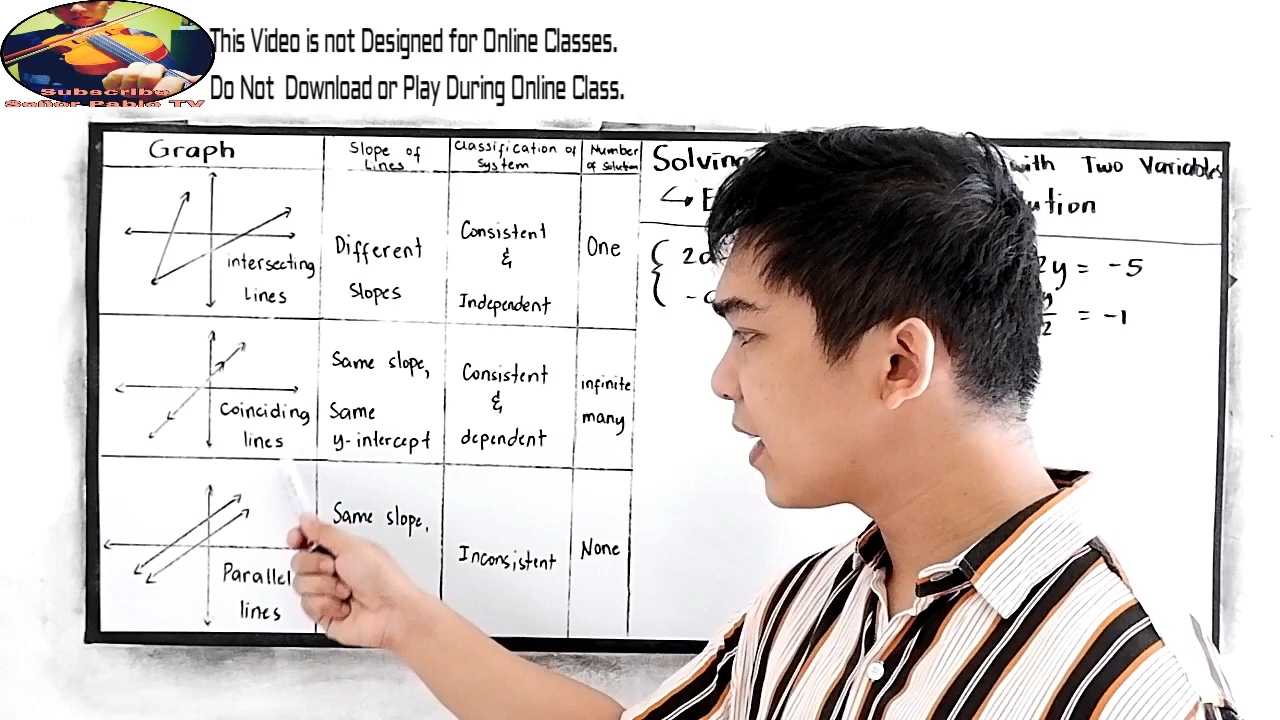 This Video is not Designed for Online Classes.
Do Not Download or Play During Online Class.
Subscribe
Señor Pablo TV
Graph
Slope of
Lines
Classification of
System
Number
of solution
intersecting
Lines
Different
Slopes
Consistent
&
Independent
One
Coinciding
lines
Same slope,
Same
y-intercept
Consistent
&
dependent
infinite
many
Parallel
lines
Same slope,
Inconsistent
None
Solving with Two Variables
2y = -5
= -1